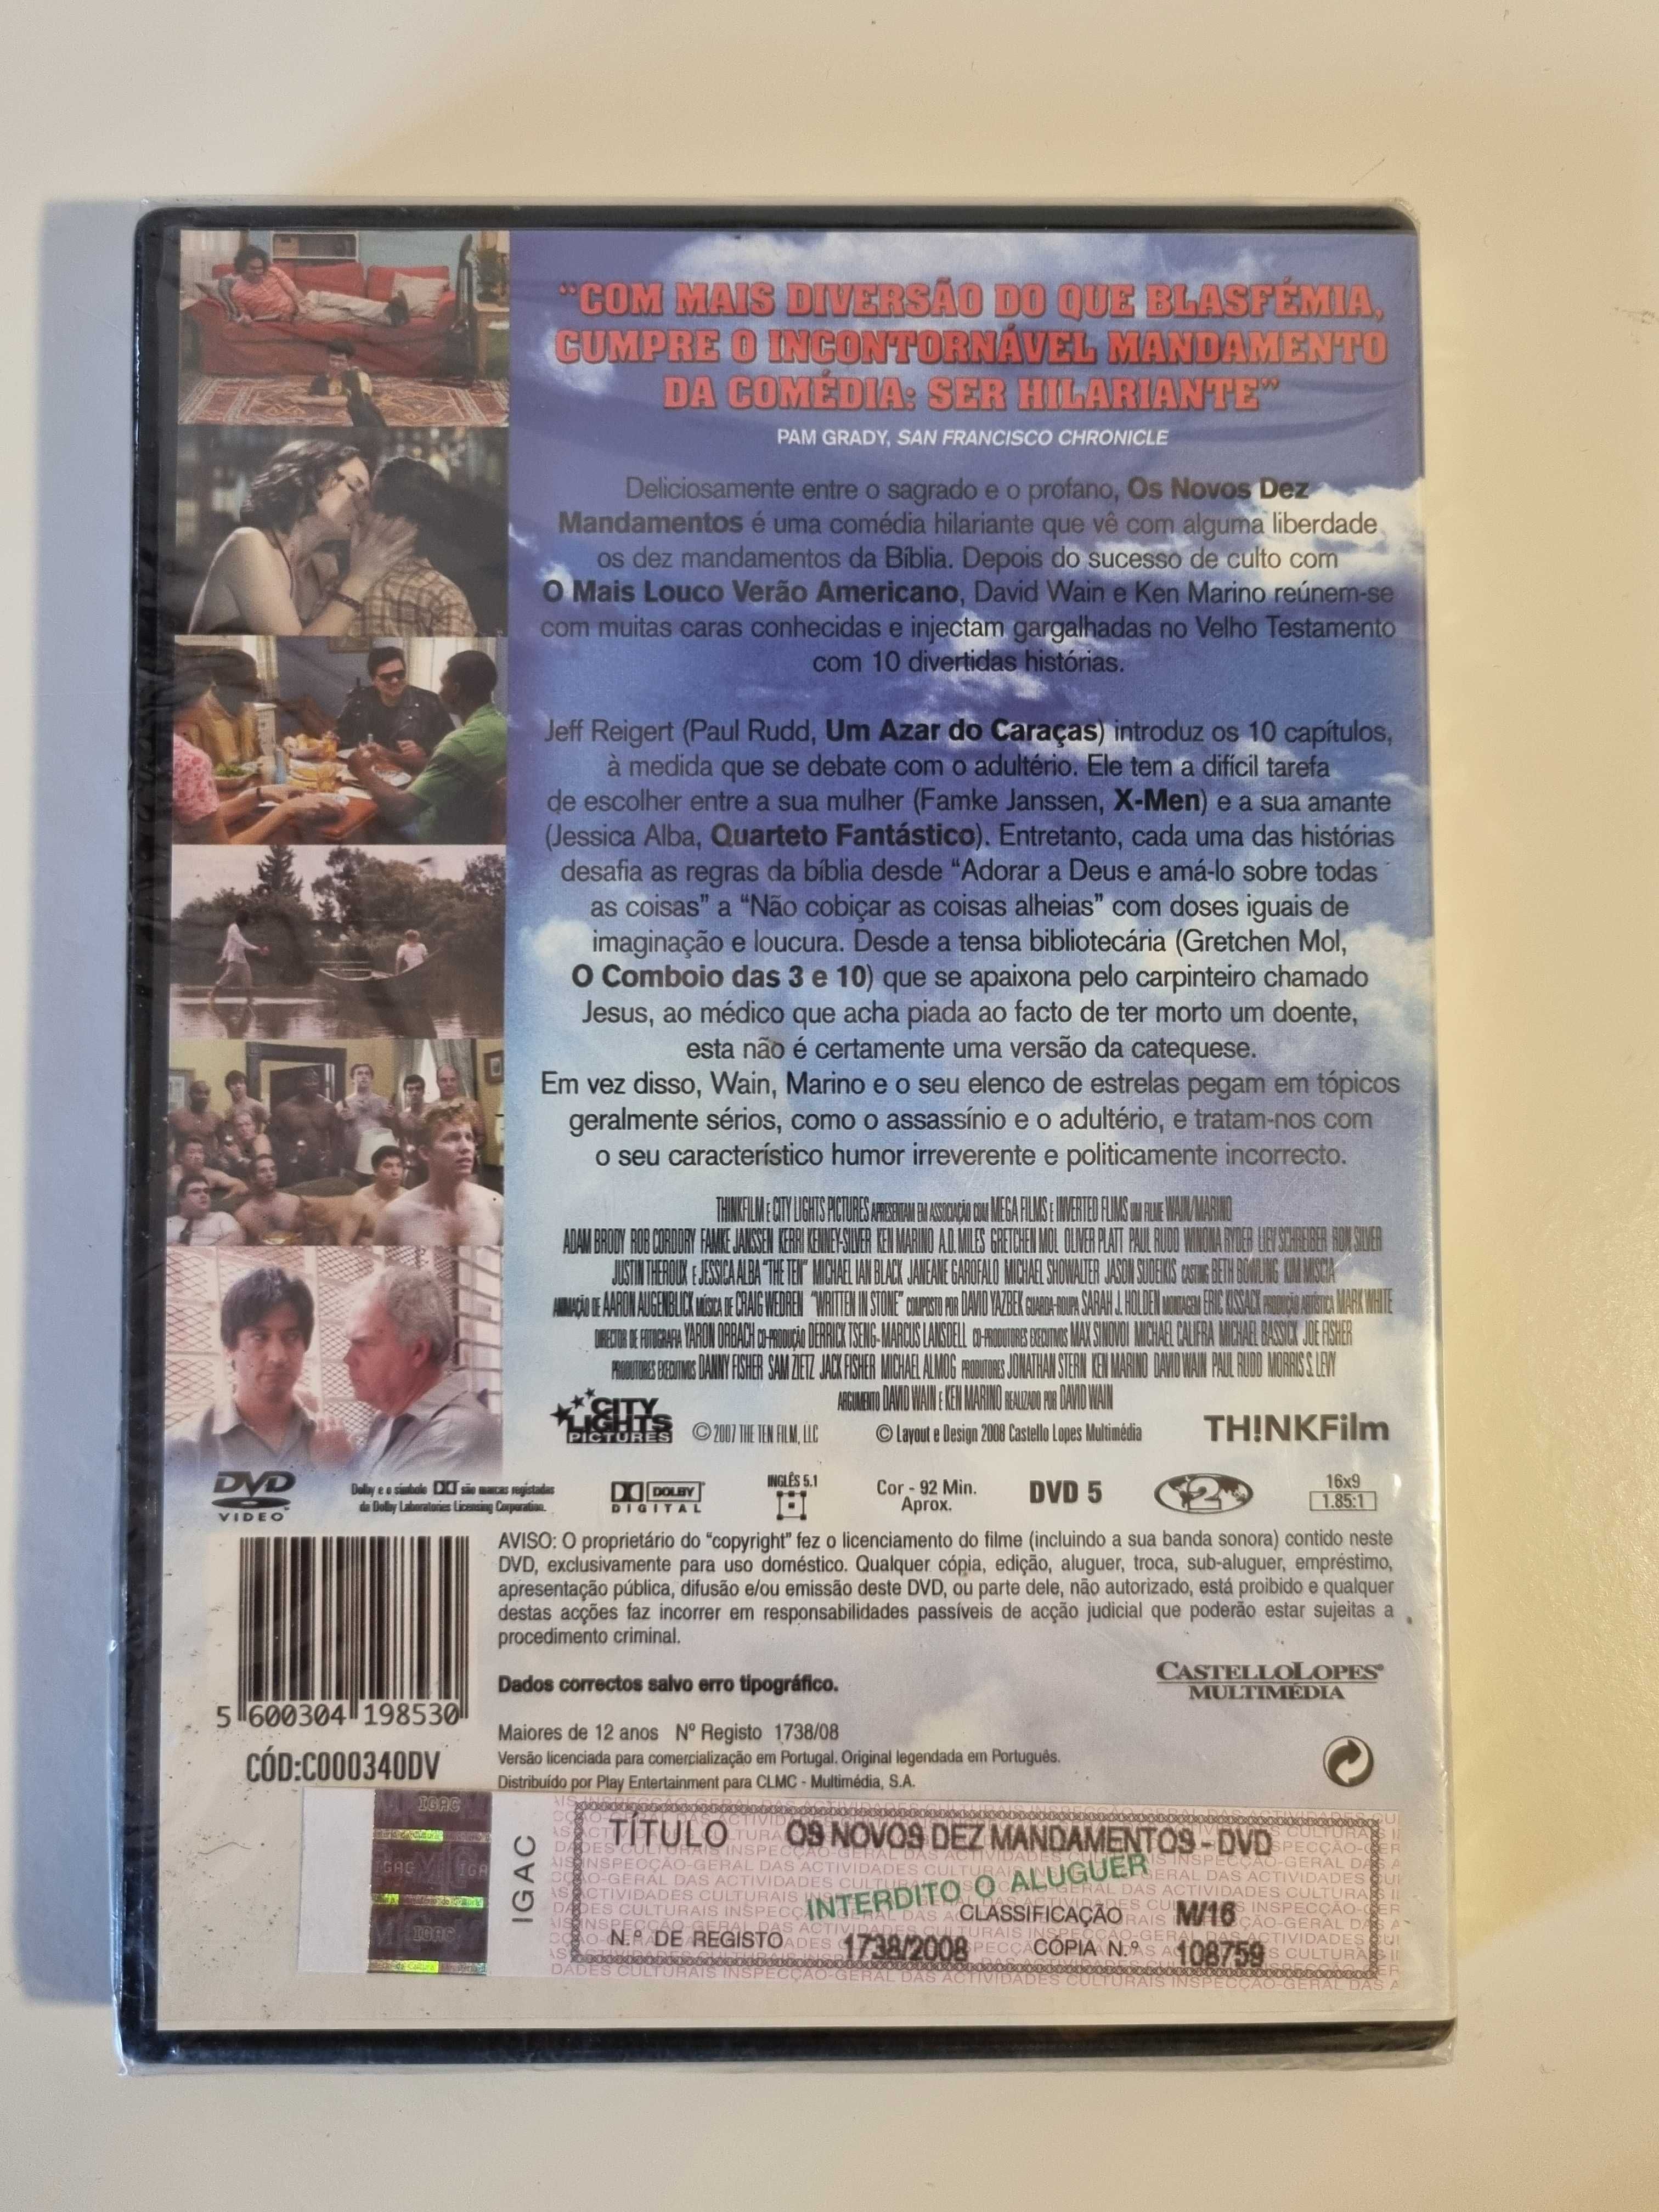 “COM MAIS DIVERSÃO DO QUE BLASFÉMIA,
CUMPRE O INCONTORNÁVEL MANDAMENTO
DA COMÉDIA: SER HILARIANTE”
PAM GRADY, SAN FRANCISCO CHRONICLE
Deliciosamente entre o sagrado e o profano, Os Novos Dez
Mandamentos é uma comédia hilariante que vê com alguma liberdade
os dez mandamentos da Bíblia. Depois do sucesso de culto com
O Mais Louco Verão Americano, David Wain e Ken Marino reúnem-se
com muitas caras conhecidas e injectam gargalhadas no Velho Testamento
com 10 divertidas histórias.
Jeff Reigert (Paul Rudd, Um Azar do Caraças) introduz os 10 capítulos,
à medida que se debate com o adultério. Ele tem a difícil tarefa
de escolher entre a sua mulher (Famke Janssen, X-Men) e a sua amante
(Jessica Alba, Quarteto Fantástico). Entretanto, cada uma das histórias
desafia as regras da bíblia desde “Adorar a Deus e amá-lo sobre todas
as coisas” a “Não cobiçar as coisas alheias” com doses iguais de
imaginação e loucura. Desde a tensa bibliotecária (Gretchen Mol,
O Comboio das 3 e 10) que se apaixona pelo carpinteiro chamado
Jesus, ao médico que acha piada ao facto de ter morto um doente,
esta não é certamente uma versão da catequese.
Em vez disso, Wain, Marino e o seu elenco de estrelas pegam em tópicos
geralmente sérios, como o assassínio e o adultério, e tratam-nos com
o seu característico humor irreverente e politicamente incorrecto.
THINKFILM E CITY LIGHTS PICTURES APRESENTAM EM ASSOCIAÇÃO COM MEGA FILMS E INVERTED FLIMS UM FILME WAIN/MARINO
ADAM BRODY ROB CORDDRY FAMKE JANSSEN KERRI KENNEY-SILVER KEN MARINO A.D. MILES GRETCHEN MOL OLIVER PLATT PAUL RUDD WINONA RYDER LIEV SCHREIBER RON SILVER
JUSTIN THEROUX E JESSICA ALBA “THE TEN” MICHAEL IAN BLACK JANEANE GAROFALO MICHAEL SHOWALTER JASON SUDEIKIS CASTING BETH BOWLING KIM MISCIA
ANIMAÇÃO DE AARON AUGENBLICK MÚSICA DE CRAIG WEDREN “WRITTEN IN STONE” COMPOSTO POR DAVID YAZBEK GUARDA-ROUPA SARAH J. HOLDEN MONTAGEM ERIC KISSACK PRODUÇÃO ARTÍSTICA MARK WHITE
DIRECTOR DE FOTOGRAFIA YARON ORBACH CO-PRODUÇÃO DERRICK TSENG - MARCUS LANSDELL CO-PRODUTORES EXECUTIVOS MAX SINOVOI MICHAEL CALIFRA MICHAEL BASSICK JOE FISHER
PRODUTORES EXECUTIVOS DANNY FISHER SAM ZIETZ JACK FISHER MICHAEL ALMOG PRODUTORES JONATHAN STERN KEN MARINO DAVID WAIN PAUL RUDD MORRIS S. LEVY
ARGUMENTO DAVID WAIN E KEN MARINO REALIZADO POR DAVID WAIN
CITY LIGHTS PICTURES © 2007 THE TEN FILM, LLC © Layout e Design 2008 Castello Lopes Multimédia TH!NKFilm
DVD VIDEO
Dolby e o símbolo são marcas registadas
da Dolby Laboratories Licensing Corporation.
DOLBY DIGITAL
INGLÊS 5.1
Cor - 92 Min.
Aprox.
DVD 5
2
16x9
1.85:1
AVISO: O proprietário do “copyright” fez o licenciamento do filme (incluindo a sua banda sonora) contido neste
DVD, exclusivamente para uso doméstico. Qualquer cópia, edição, aluguer, troca, sub-aluguer, empréstimo,
apresentação pública, difusão e/ou emissão deste DVD, ou parte dele, não autorizado, está proibido e qualquer
destas acções faz incorrer em responsabilidades passíveis de acção judicial que poderão estar sujeitas a
procedimento criminal.
Dados correctos salvo erro tipográfico.
CASTELLO LOPES
MULTIMÉDIA
5 600304 198530
CÓD:C000340DV
Maiores de 12 anos Nº Registo 1738/08
Versão licenciada para comercialização em Portugal. Original legendada em Português.
Distribuído por Play Entertainment para CLMC - Multimédia, S.A.
IGAC
IGAC
TÍTULO OS NOVOS DEZ MANDAMENTOS - DVD
INTERDITO O ALUGUER
CLASSIFICAÇÃO M/16
N.º DE REGISTO 1738/2008 CÓPIA N.º 108759
INSPECÇÃO-GERAL DAS ACTIVIDADES CULTURAIS